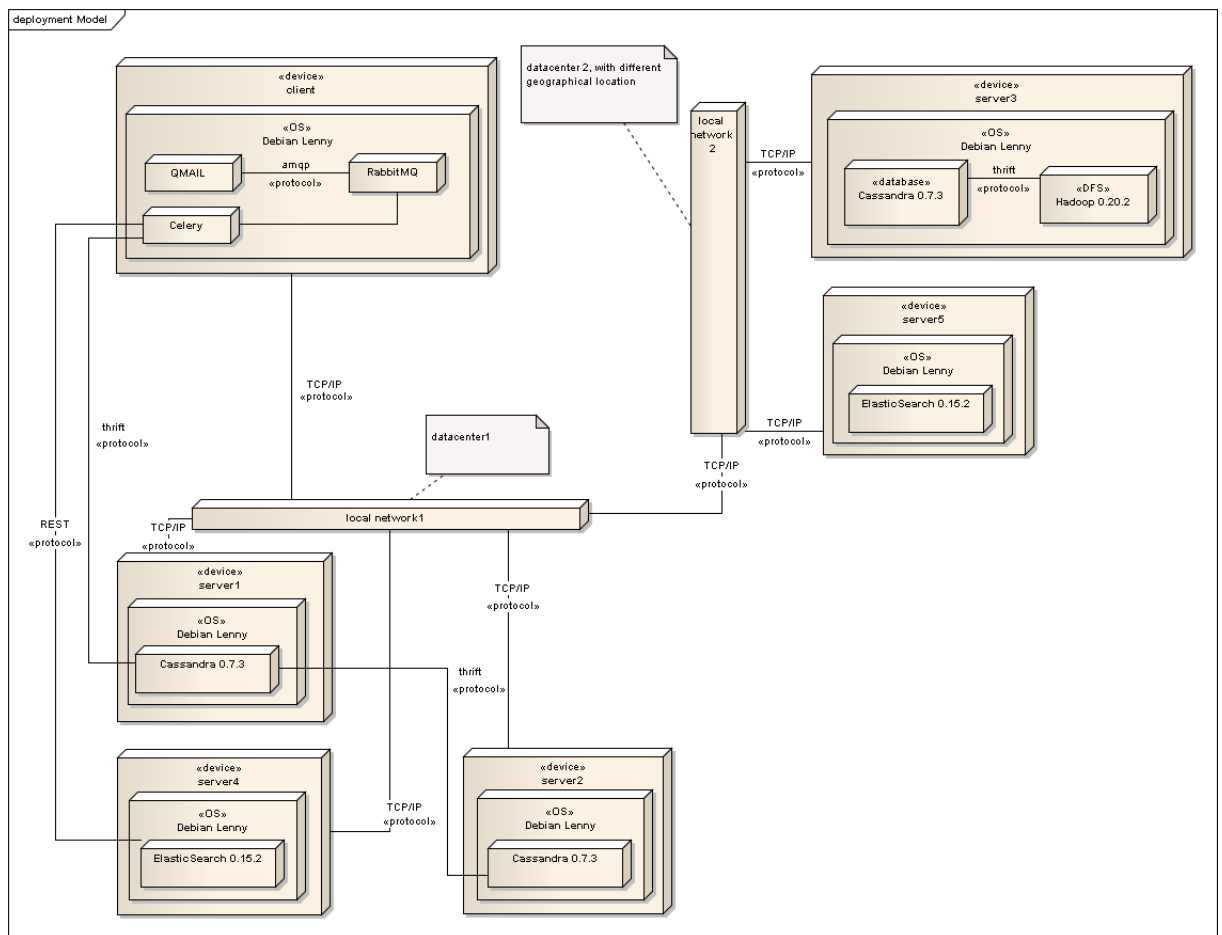 deployment Model
«device»
client
«OS»
Debian Lenny
QMAIL
amqp
«protocol»
RabbitMQ
Celery
datacenter 2, with different
geographical location
local
network
2
TCP/IP
«protocol»
«device»
server3
«OS»
Debian Lenny
«database»
Cassandra 0.7.3
thrift
«protocol»
«DFS»
Hadoop 0.20.2
«device»
server5
«OS»
Debian Lenny
ElasticSearch 0.15.2
TCP/IP
«protocol»
TCP/IP
«protocol»
TCP/IP
«protocol»
thrift
«protocol»
datacenter1
local network1
REST
«protocol»
TCP/IP
«protocol»
«device»
server1
«OS»
Debian Lenny
Cassandra 0.7.3
TCP/IP
«protocol»
thrift
«protocol»
«device»
server4
«OS»
Debian Lenny
ElasticSearch 0.15.2
TCP/IP
«protocol»
«device»
server2
«OS»
Debian Lenny
Cassandra 0.7.3